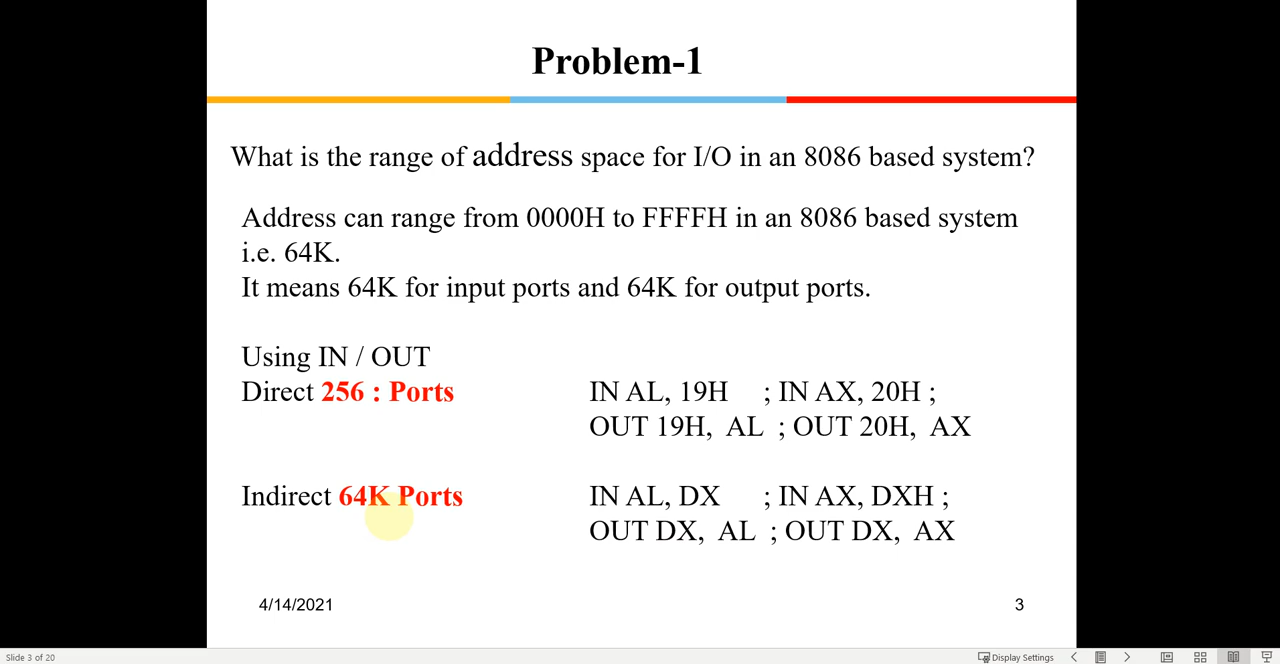 Problem-1
What is the range of address space for I/O in an 8086 based system?
Address can range from 0000H to FFFFH in an 8086 based system
i.e. 64K.
It means 64K for input ports and 64K for output ports.
Using IN / OUT
Direct 256 : Ports IN AL, 19H ; IN AX, 20H ;
OUT 19H, AL ; OUT 20H, AX
Indirect 64K Ports IN AL, DX ; IN AX, DXH ;
OUT DX, AL ; OUT DX, AX
4/14/2021 3
Slide 3 of 20 Display Settings